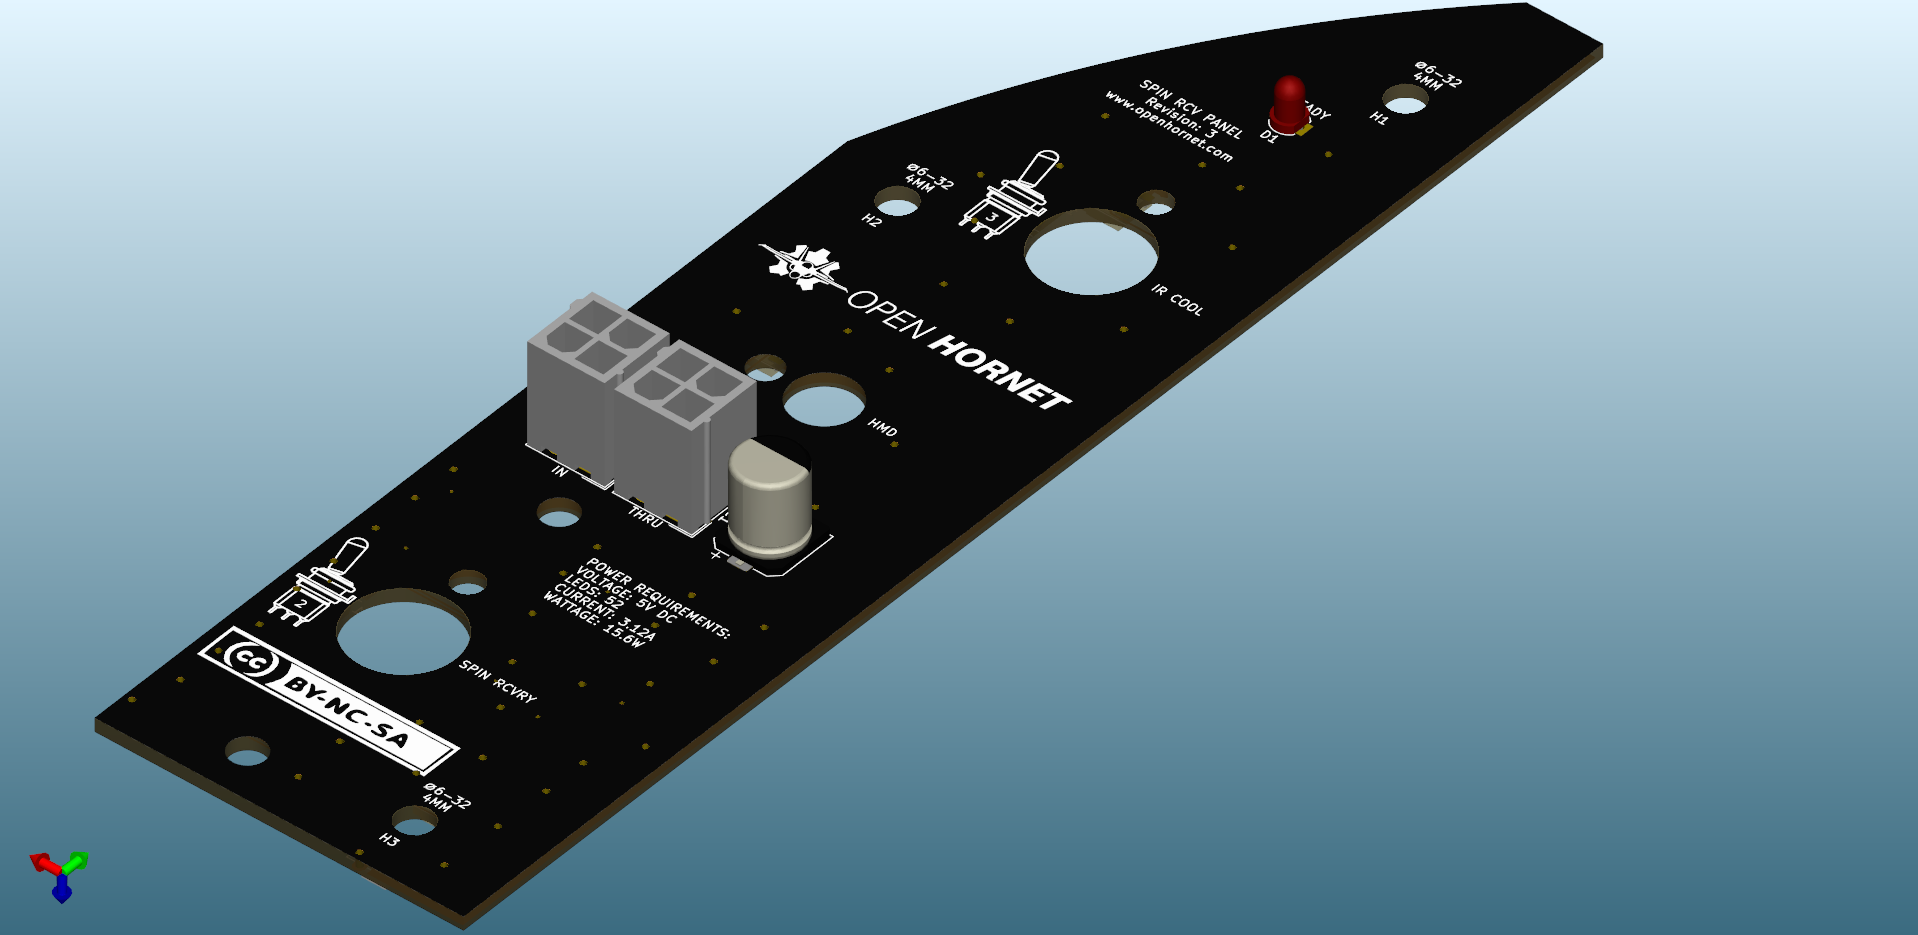 ø6-32
4MM
H1
SPIN RCV PANEL
Revision: 3
www.openhornet.com
D1
ø6-32
4MM
H2
3
IR COOL
OPEN HORNET
HMD
IN
THRU
+
POWER REQUIREMENTS:
VOLTAGE: 5V DC
LEDS: 52
CURRENT: 3.12A
WATTAGE: 15.6W
2
SPIN RCVRY
cc BY-NC-SA
ø6-32
4MM
H3